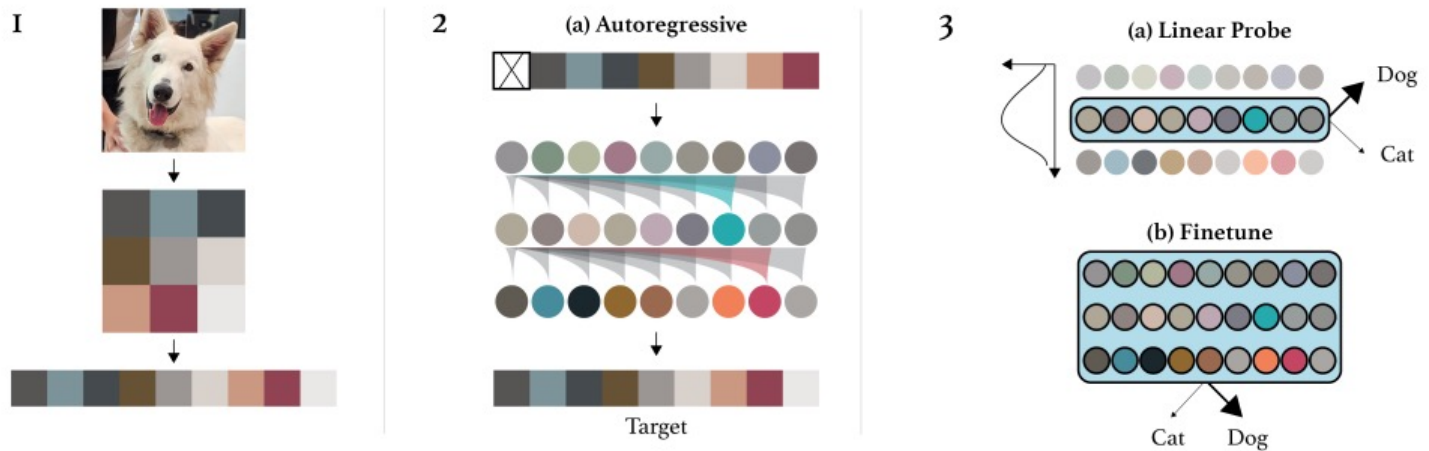 1
2
(a) Autoregressive
Target
3
(a) Linear Probe
Dog
Cat
(b) Finetune
Cat Dog